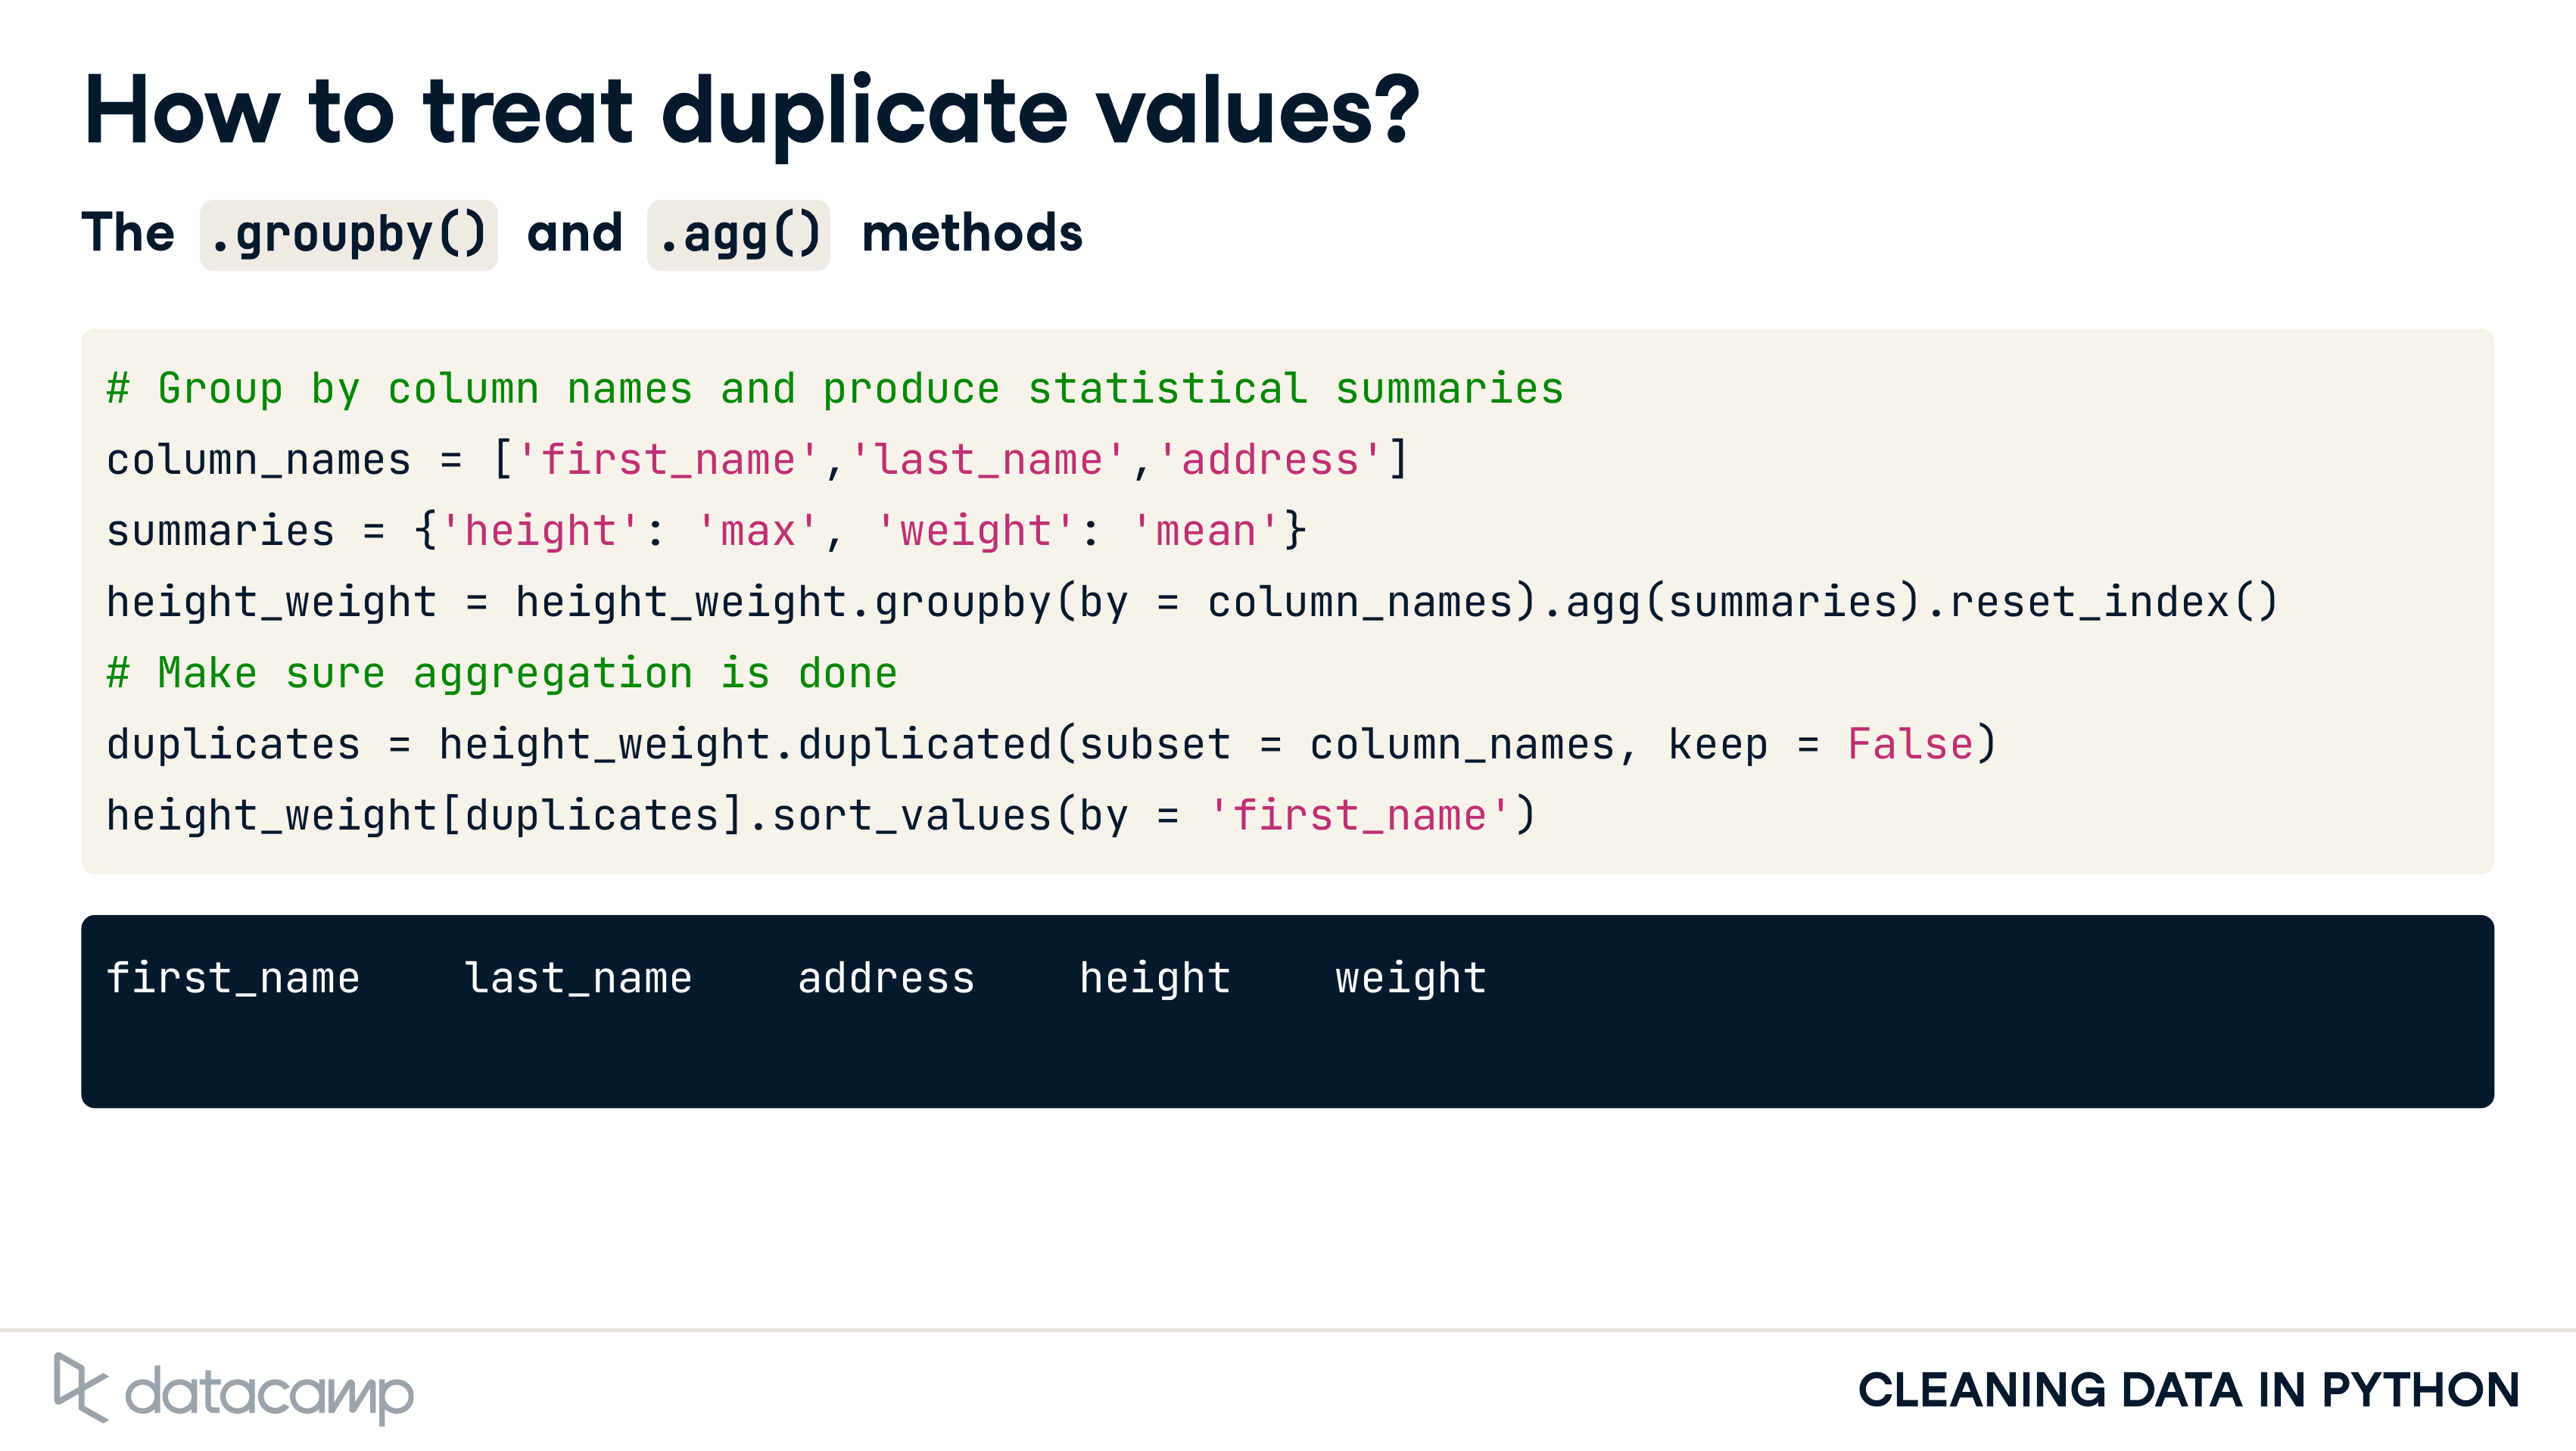 How to treat duplicate values?
The .groupby() and .agg() methods
# Group by column names and produce statistical summaries
column_names = ['first_name','last_name','address']
summaries = {'height': 'max', 'weight': 'mean'}
height_weight = height_weight.groupby(by = column_names).agg(summaries).reset_index()
# Make sure aggregation is done
duplicates = height_weight.duplicated(subset = column_names, keep = False)
height_weight[duplicates].sort_values(by = 'first_name')
first_name    last_name    address    height    weight
datacamp
CLEANING DATA IN PYTHON